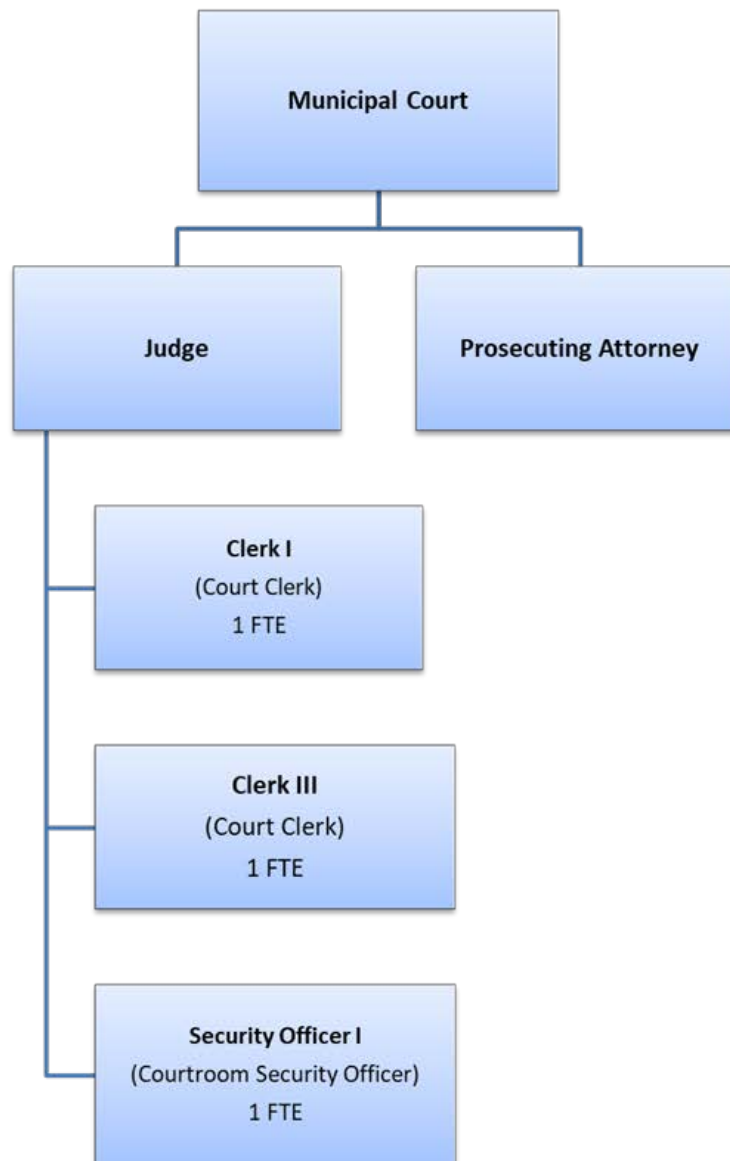 Municipal Court
Judge
Prosecuting Attorney
Clerk I
(Court Clerk)
1 FTE
Clerk III
(Court Clerk)
1 FTE
Security Officer I
(Courtroom Security Officer)
1 FTE